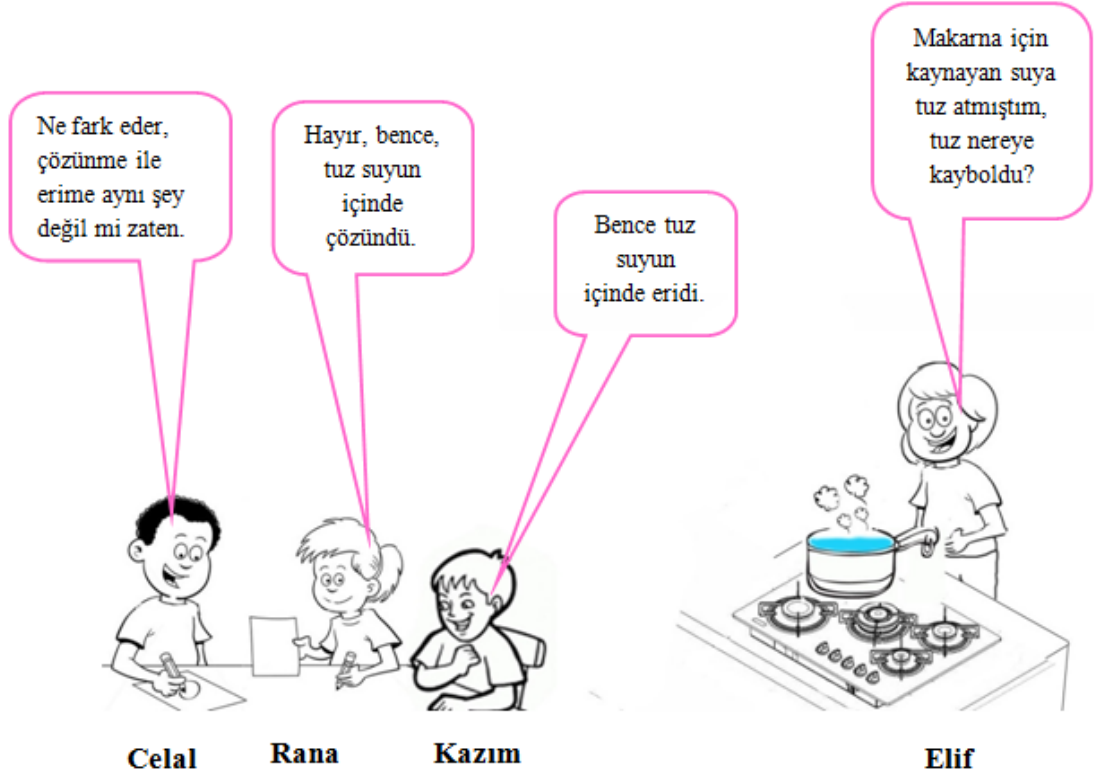 Ne fark eder,
çözünme ile
erime aynı şey
değil mi zaten.
Hayır, bence,
tuz suyun
içinde
çözündü.
Bence tuz
suyun
içinde eridi.
Makarna için
kaynayan suya
tuz atmıştım,
tuz nereye
kayboldu?
Celal
Rana
Kazım
Elif